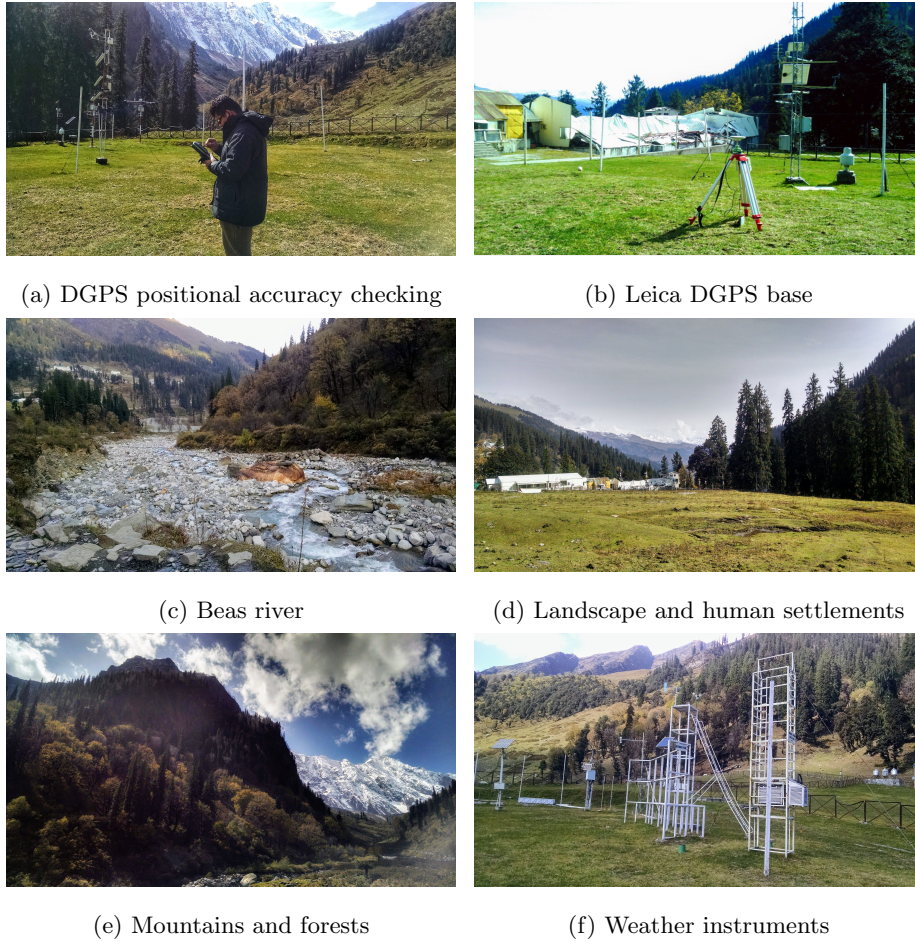 (a) DGPS positional accuracy checking
(b) Leica DGPS base
(c) Beas river
(d) Landscape and human settlements
(e) Mountains and forests
(f) Weather instruments